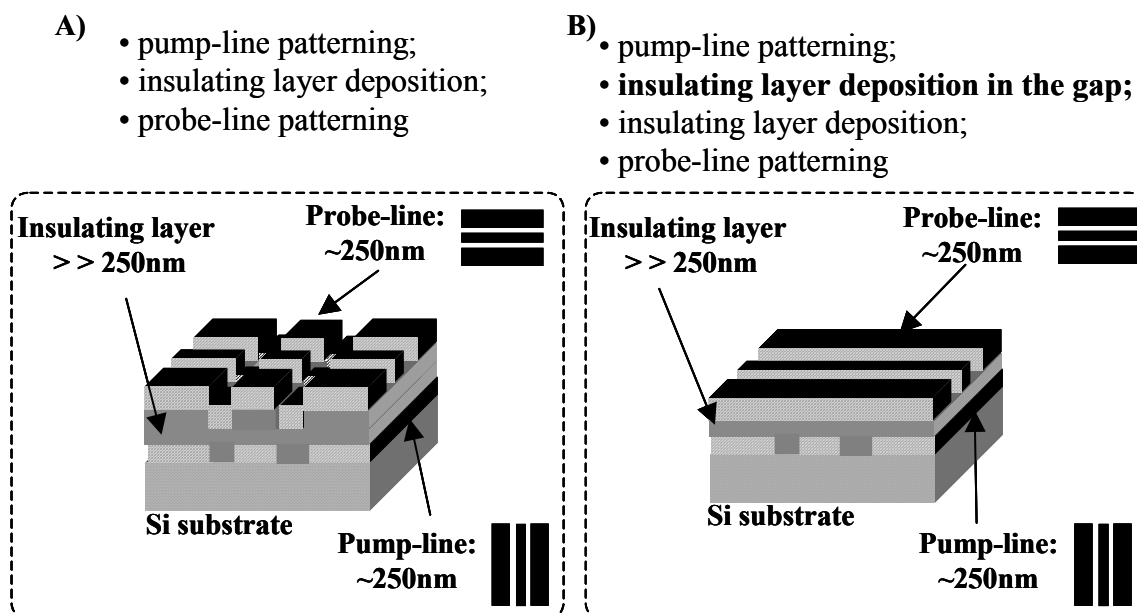 A)
• pump-line patterning;
• insulating layer deposition;
• probe-line patterning
Insulating layer
> > 250nm
Probe-line:
~250nm
Si substrate
Pump-line:
~250nm
B)
• pump-line patterning;
• insulating layer deposition in the gap;
• insulating layer deposition;
• probe-line patterning
Insulating layer
> > 250nm
Probe-line:
~250nm
Si substrate
Pump-line:
~250nm